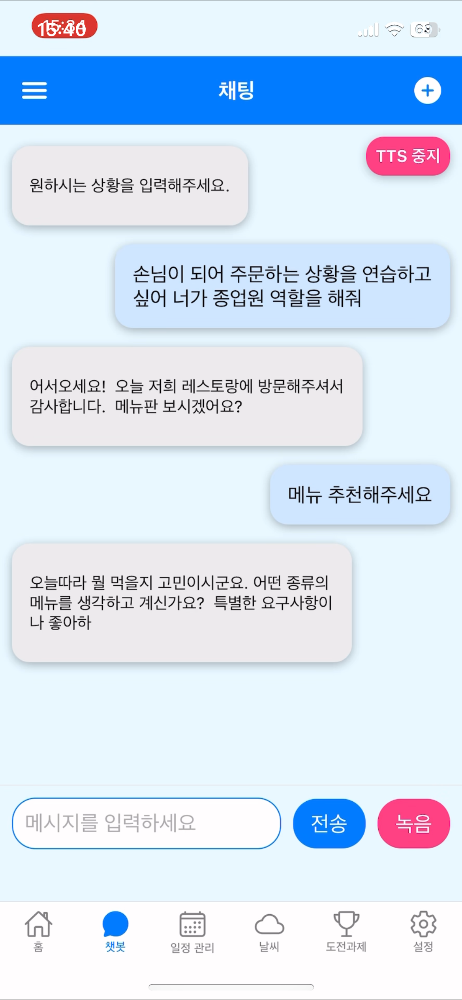 15:40
69
채팅
TTS 중지
원하시는 상황을 입력해주세요.
손님이 되어 주문하는 상황을 연습하고
싶어 너가 종업원 역할을 해줘
어서오세요!  오늘 저희 레스토랑에 방문해주셔서
감사합니다.  메뉴판 보시겠어요?
메뉴 추천해주세요
오늘따라 뭘 먹을지 고민이시군요. 어떤 종류의
메뉴를 생각하고 계신가요?  특별한 요구사항이
나 좋아하
메시지를 입력하세요
전송
녹음
홈
챗봇
일정 관리
날씨
도전과제
설정